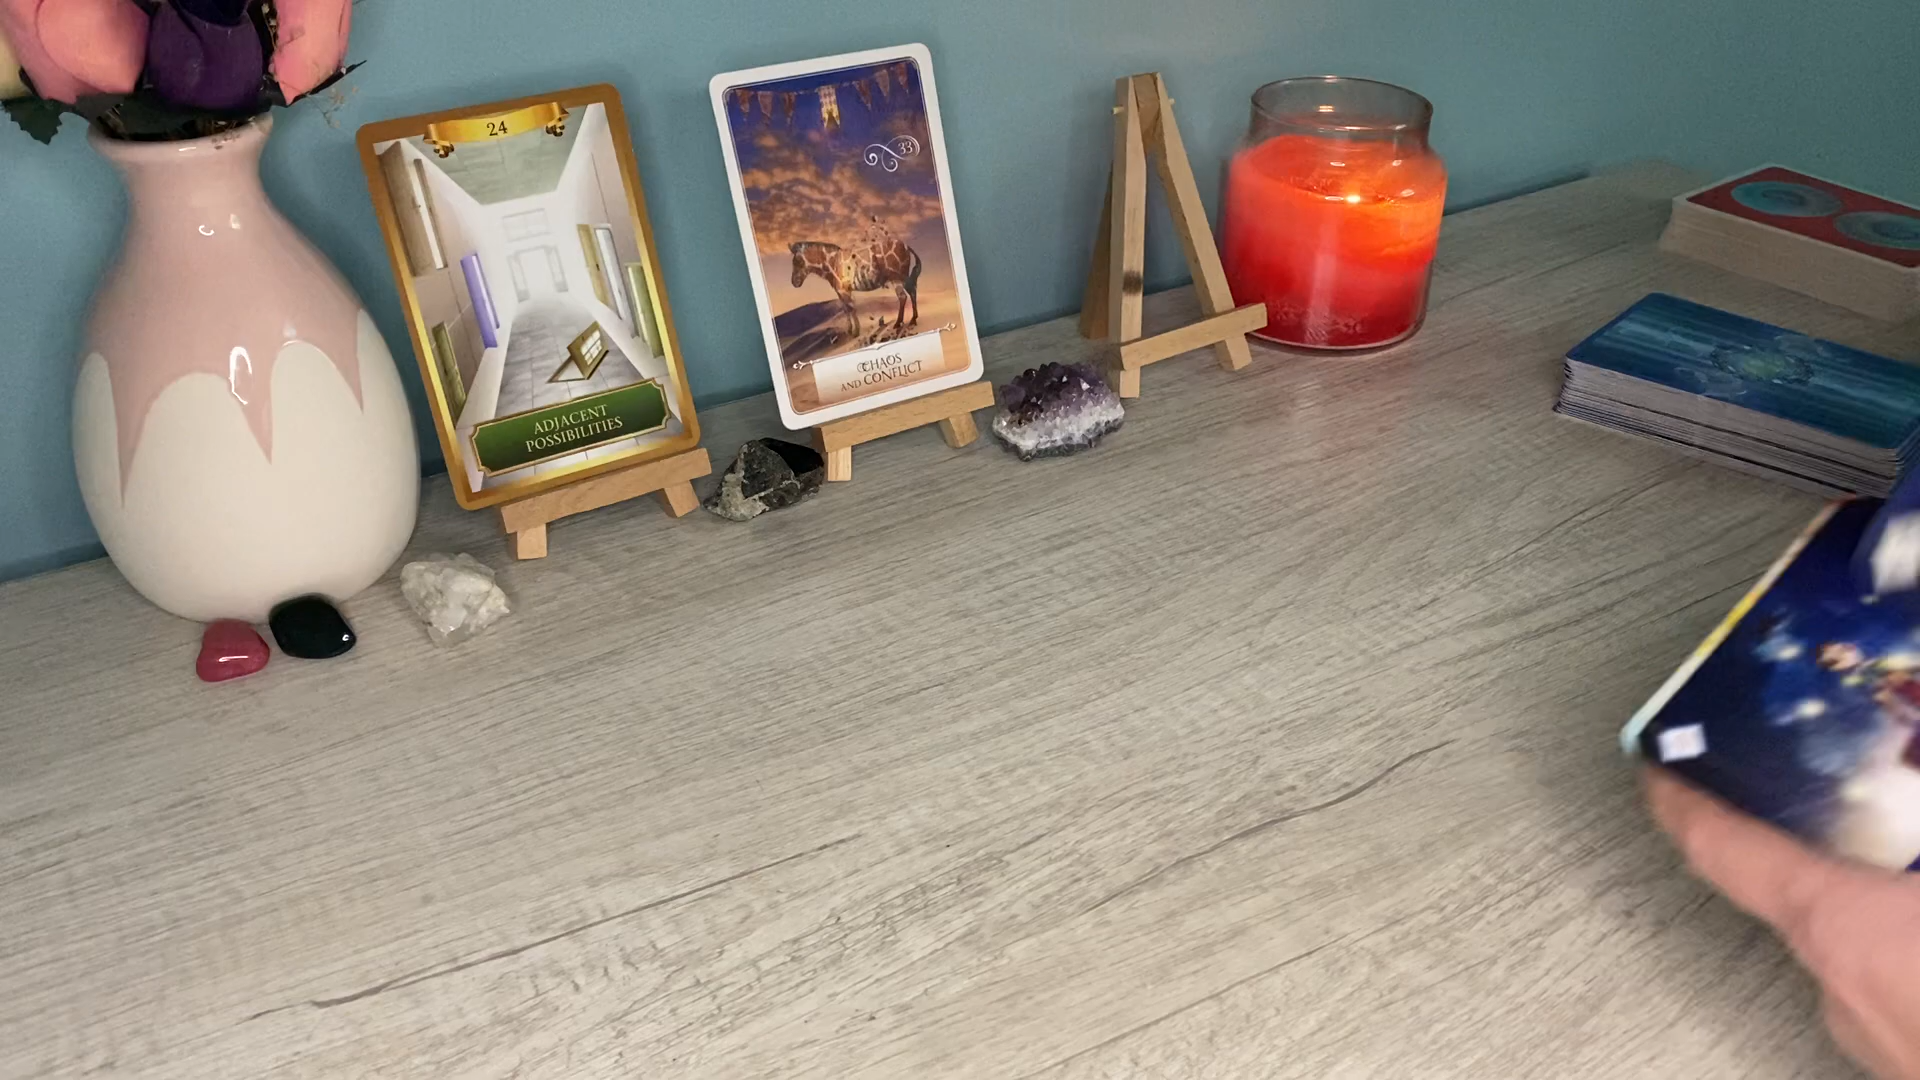 24
ADJACENT
POSSIBILITIES
33
CHAOS
AND CONFLICT